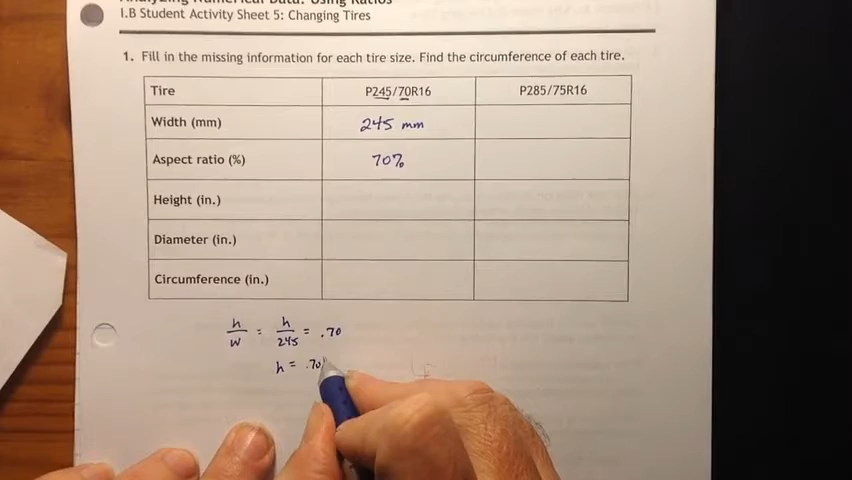 I.B Student Activity Sheet 5: Changing Tires
1. Fill in the missing information for each tire size. Find the circumference of each tire.
Tire P245/70R16 P285/75R16
Width (mm) 245 mm
Aspect ratio (%) 70%
Height (in.)
Diameter (in.)
Circumference (in.)
h/w = h/245 = .70
h = .70